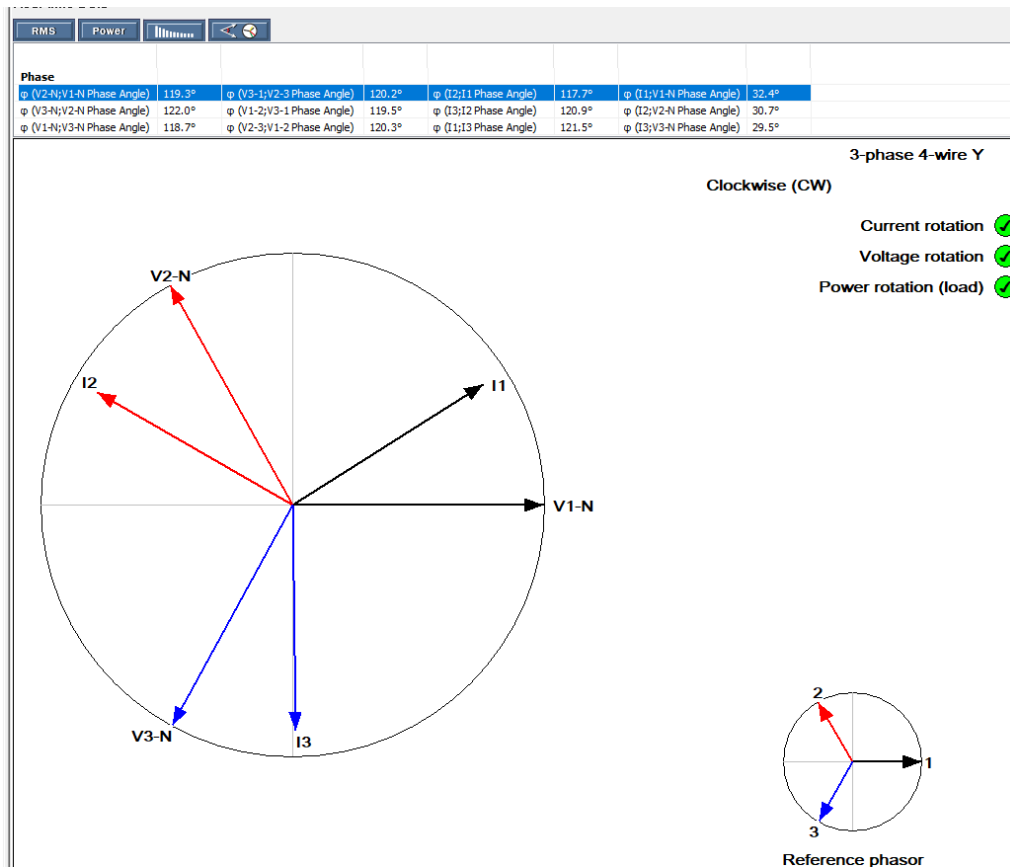 RMS Power
Phase
φ (V2-N;V1-N Phase Angle) 119.3° φ (V3-1;V2-3 Phase Angle) 120.2° φ (I2;I1 Phase Angle) 117.7° φ (I1;V1-N Phase Angle) 32.4°
φ (V3-N;V2-N Phase Angle) 122.0° φ (V1-2;V3-1 Phase Angle) 119.5° φ (I3;I2 Phase Angle) 120.9° φ (I2;V2-N Phase Angle) 30.7°
φ (V1-N;V3-N Phase Angle) 118.7° φ (V2-3;V1-2 Phase Angle) 120.3° φ (I1;I3 Phase Angle) 121.5° φ (I3;V3-N Phase Angle) 29.5°
3-phase 4-wire Y
Clockwise (CW)
Current rotation
Voltage rotation
Power rotation (load)
V2-N
I2
I1
V1-N
V3-N
I3
2
1
3
Reference phasor